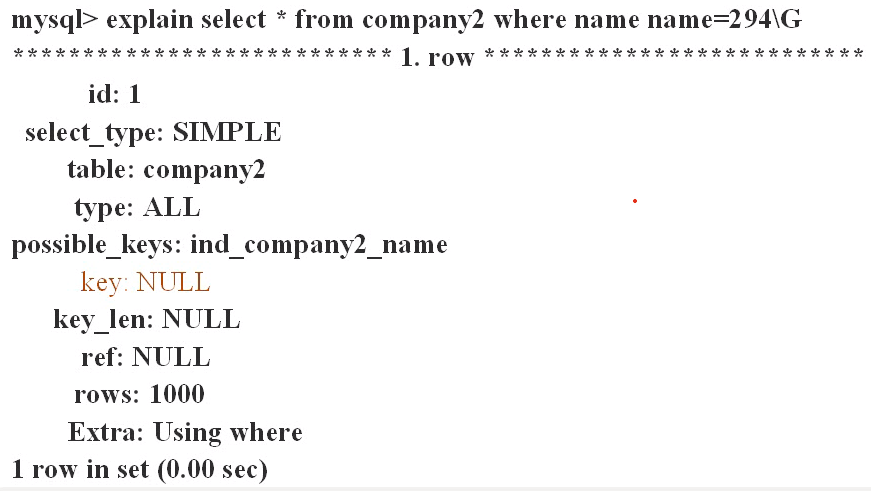 mysql> explain select * from company2 where name name=294\G
*************************** 1. row ***************************
id: 1
select_type: SIMPLE
table: company2
type: ALL
possible_keys: ind_company2_name
key: NULL
key_len: NULL
ref: NULL
rows: 1000
Extra: Using where
1 row in set (0.00 sec)